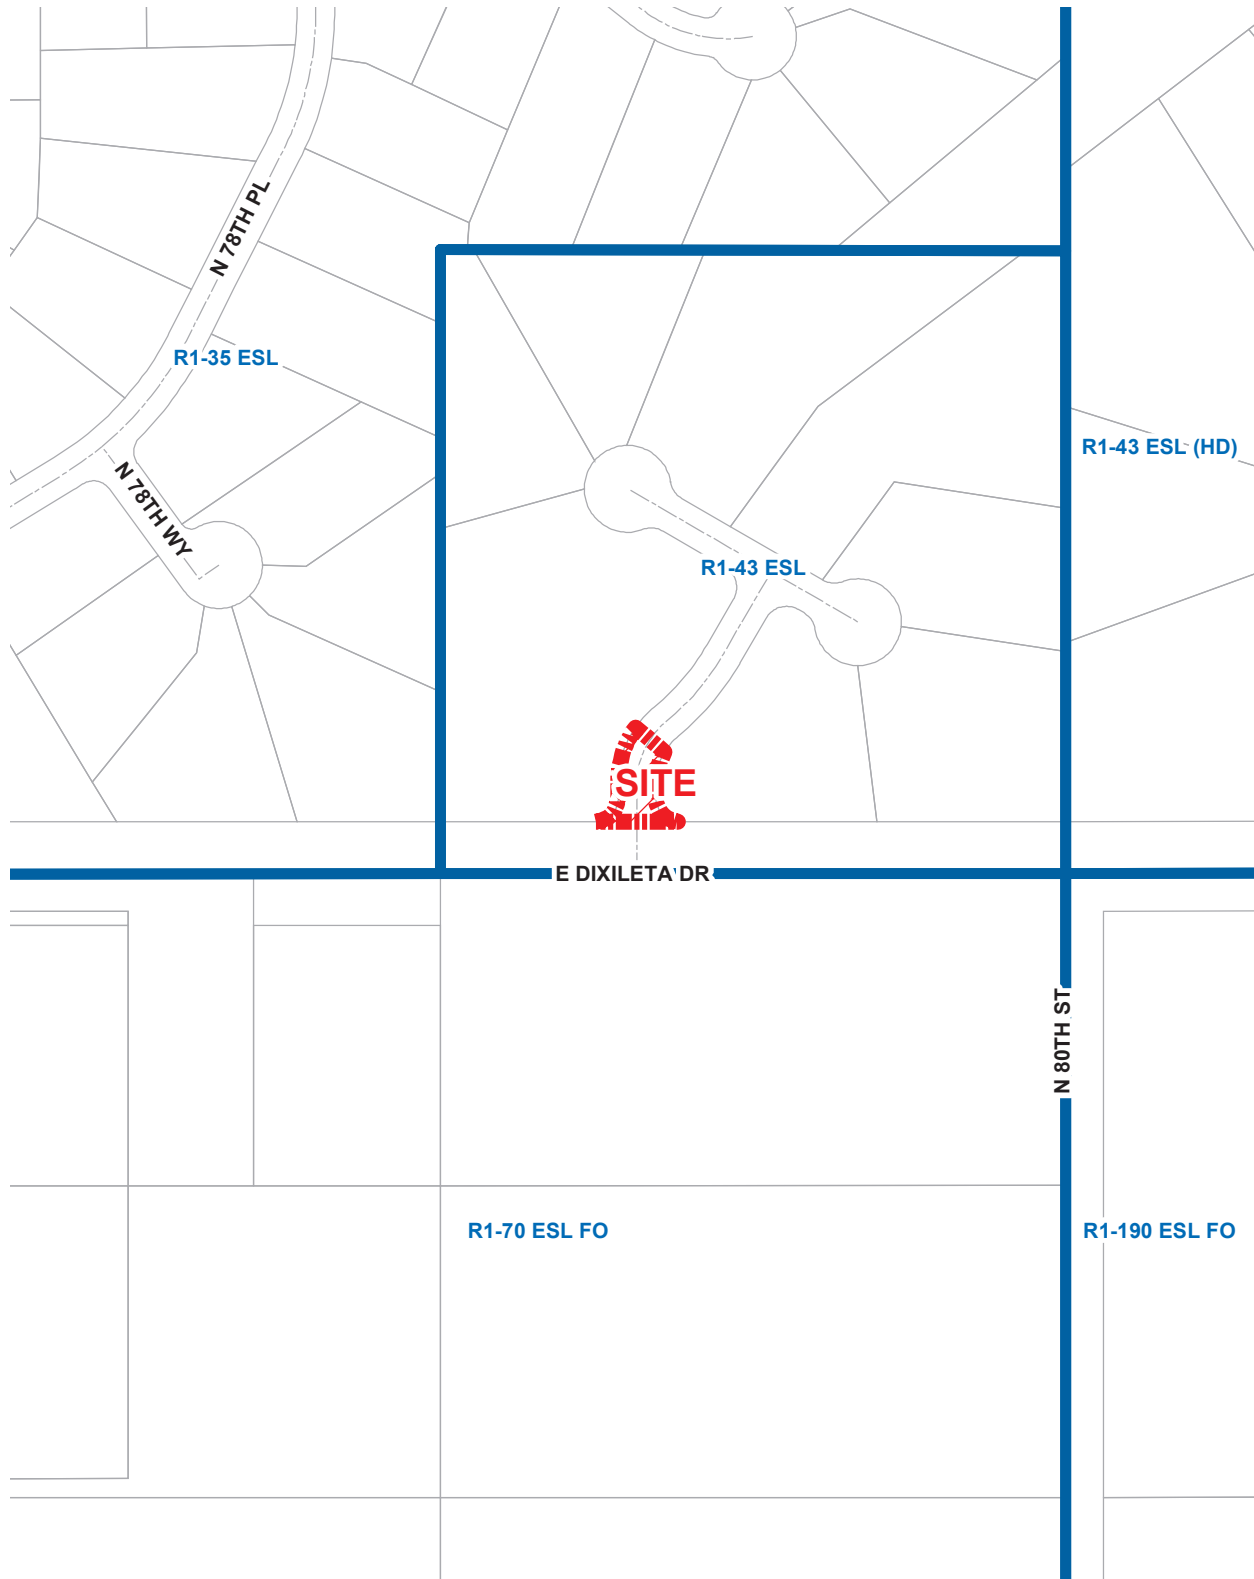 N 78TH PL
R1-35 ESL
R1-43 ESL (HD)
N 78TH WY
R1-43 ESL
SITE
E DIXILETA DR
N 80TH ST
R1-70 ESL FO
R1-190 ESL FO